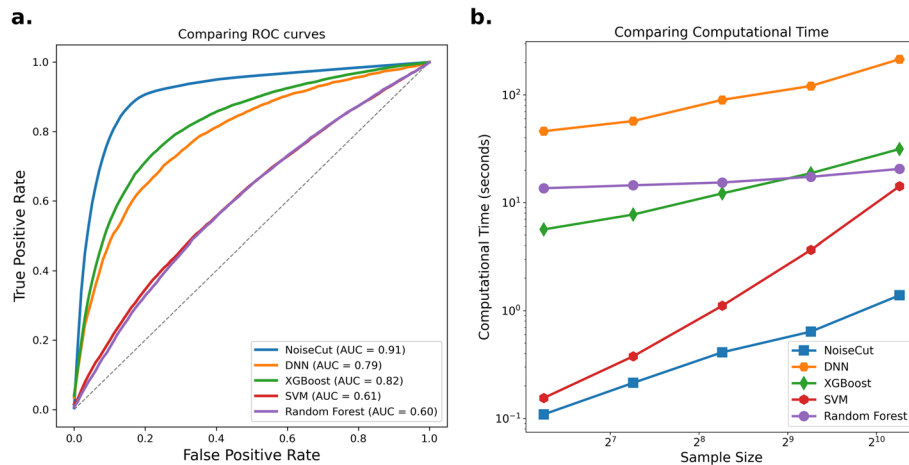 a.
Comparing ROC curves
True Positive Rate
1.0
0.8
0.6
0.4
0.2
0.0
NoiseCut (AUC = 0.91)
DNN (AUC = 0.79)
XGBoost (AUC = 0.82)
SVM (AUC = 0.61)
Random Forest (AUC = 0.60)
0.0 0.2 0.4 0.6 0.8 1.0
False Positive Rate
b.
Comparing Computational Time
Computational Time (seconds)
10²
10¹
10⁰
10⁻¹
NoiseCut
DNN
XGBoost
SVM
Random Forest
2⁷ 2⁸ 2⁹ 2¹⁰
Sample Size